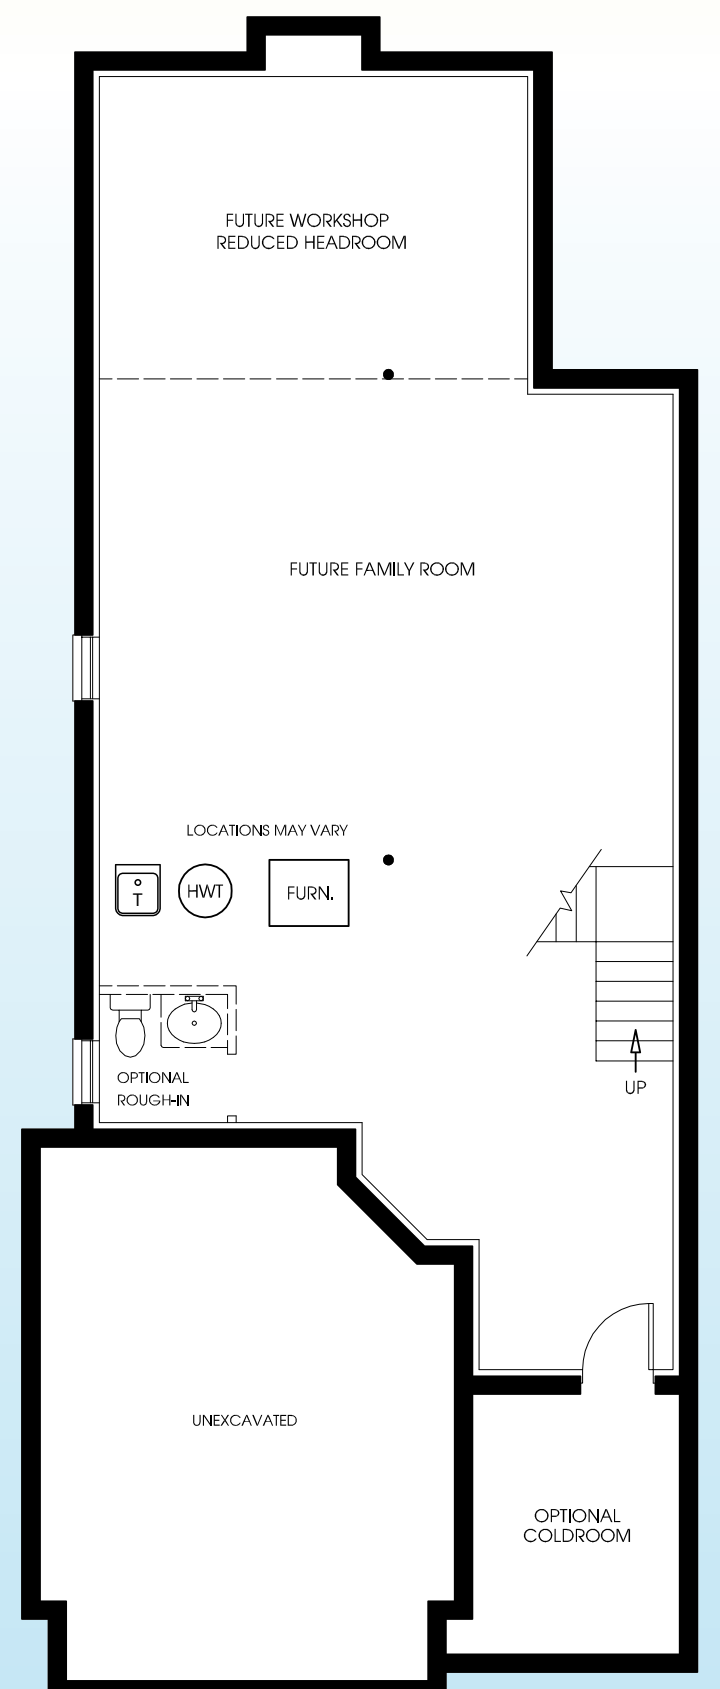 FUTURE WORKSHOP
REDUCED HEADROOM
FUTURE FAMILY ROOM
LOCATIONS MAY VARY
T
HWT
FURN.
OPTIONAL
ROUGH-IN
UP
UNEXCAVATED
OPTIONAL
COLDROOM